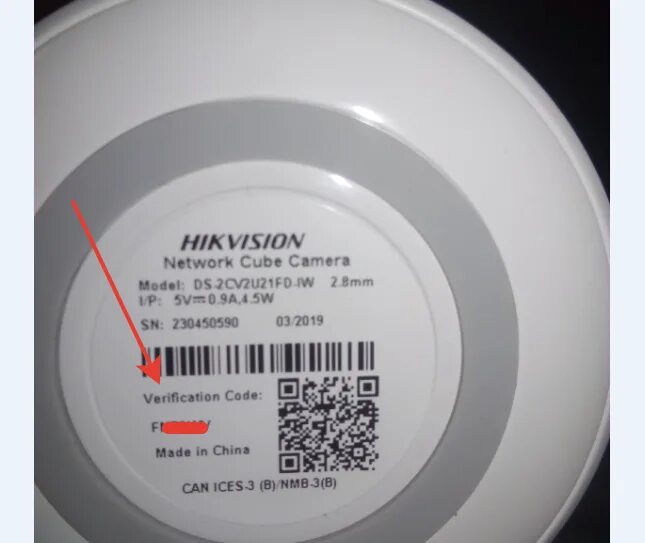 HIKVISION
Network Cube Camera
Model: DS-2CV2U21FD-IW 2.8mm
I/P: 5V⎓0.9A,4.5W
SN: 230450590 03/2019
Verification Code:
Made in China
CAN ICES-3 (B)/NMB-3(B)